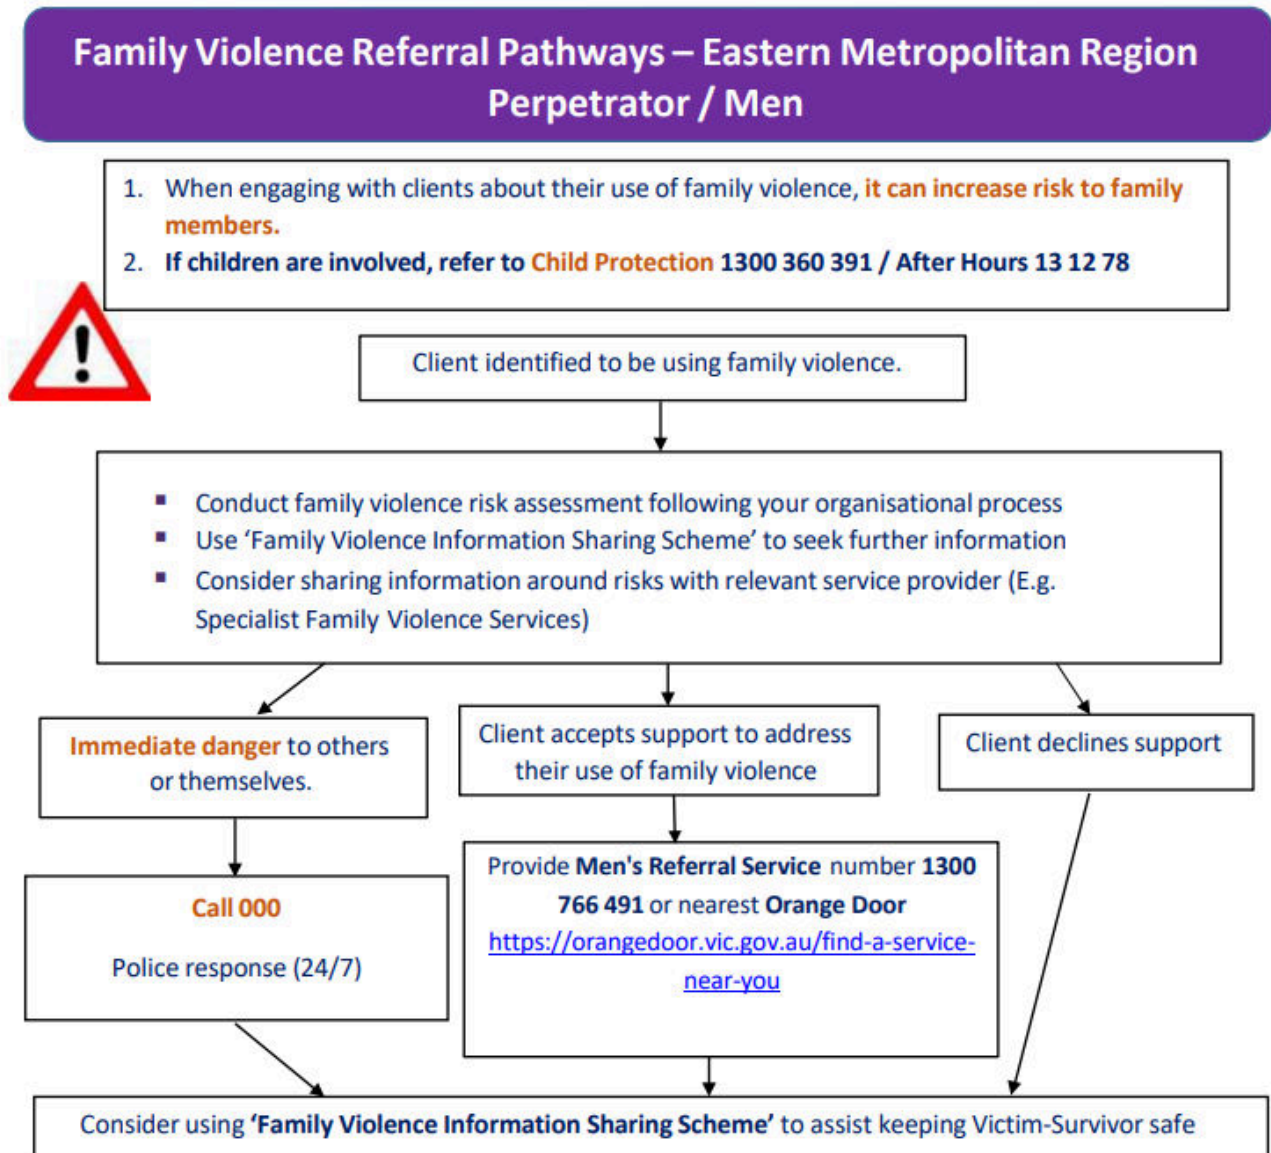 Family Violence Referral Pathways – Eastern Metropolitan Region
Perpetrator / Men
1. When engaging with clients about their use of family violence, it can increase risk to family
members.
2. If children are involved, refer to Child Protection 1300 360 391 / After Hours 13 12 78
!
Client identified to be using family violence.
▪ Conduct family violence risk assessment following your organisational process
▪ Use ‘Family Violence Information Sharing Scheme’ to seek further information
▪ Consider sharing information around risks with relevant service provider (E.g.
Specialist Family Violence Services)
Immediate danger to others
or themselves.
Call 000
Police response (24/7)
Client accepts support to address
their use of family violence
Provide Men's Referral Service number 1300
766 491 or nearest Orange Door
https://orangedoor.vic.gov.au/find-a-service-
near-you
Client declines support
Consider using ‘Family Violence Information Sharing Scheme’ to assist keeping Victim-Survivor safe